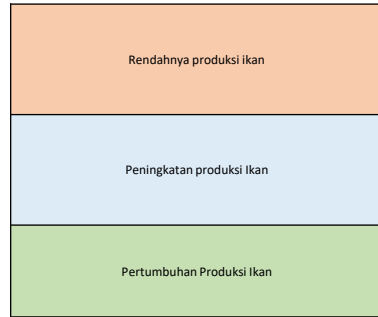 Rendahnya produksi ikan
Peningkatan produksi Ikan
Pertumbuhan Produksi Ikan